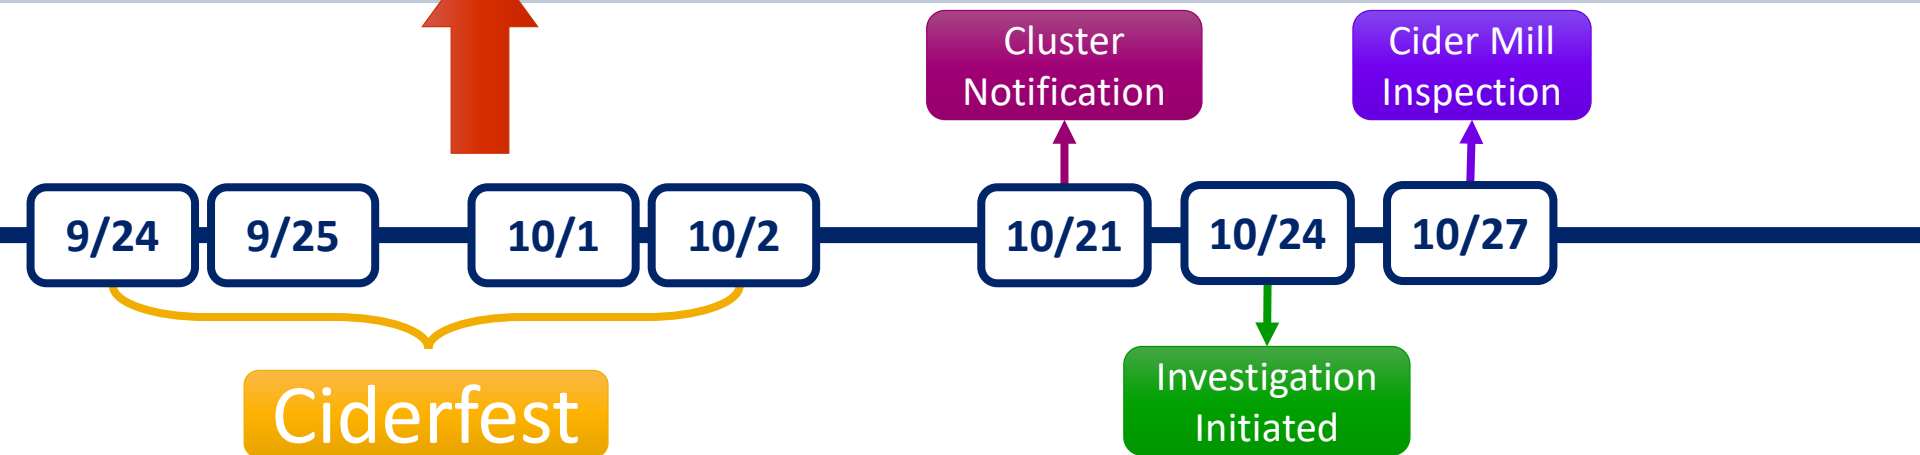 Cluster
Notification
Cider Mill
Inspection
9/24
9/25
10/1
10/2
10/21
10/24
10/27
Ciderfest
Investigation
Initiated